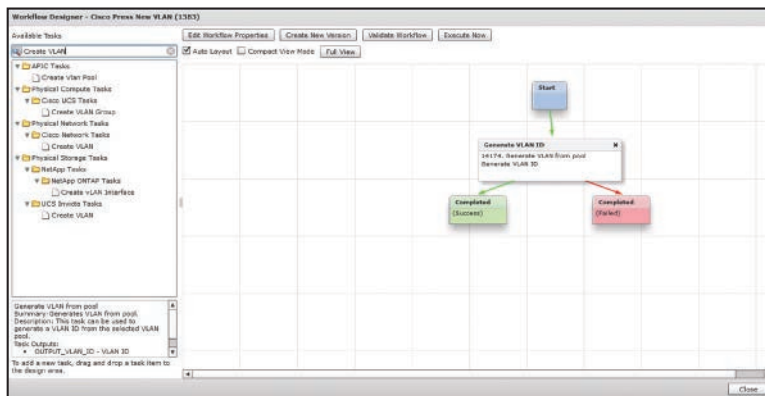 Workflow Designer - Cisco Press New VLAN (1383)
Available Tasks
Edit Workflow Properties
Create New Version
Validate Workflow
Execute Now
Create VLAN
Auto Layout
Compact View Mode
Full View
APIC Tasks
Create Vlan Pool
Physical Compute Tasks
Cisco UCS Tasks
Create VLAN Group
Physical Network Tasks
Cisco Network Tasks
Create VLAN
Physical Storage Tasks
NetApp Tasks
NetApp ONTAP Tasks
Create vLAN Interface
UCS Invicta Tasks
Create VLAN
Start
Generate VLAN ID
14174. Generate VLAN from pool
Generate VLAN ID
Completed
(Success)
Completed
(Failed)
Generate VLAN from pool
Summary: Generates VLAN from pool.
Description: This task can be used to
generate a VLAN ID from the selected VLAN
pool.
Task Outputs:
• OUTPUT_VLAN_ID - VLAN ID
To add a new task, drag and drop a task item to
the design area.
Close